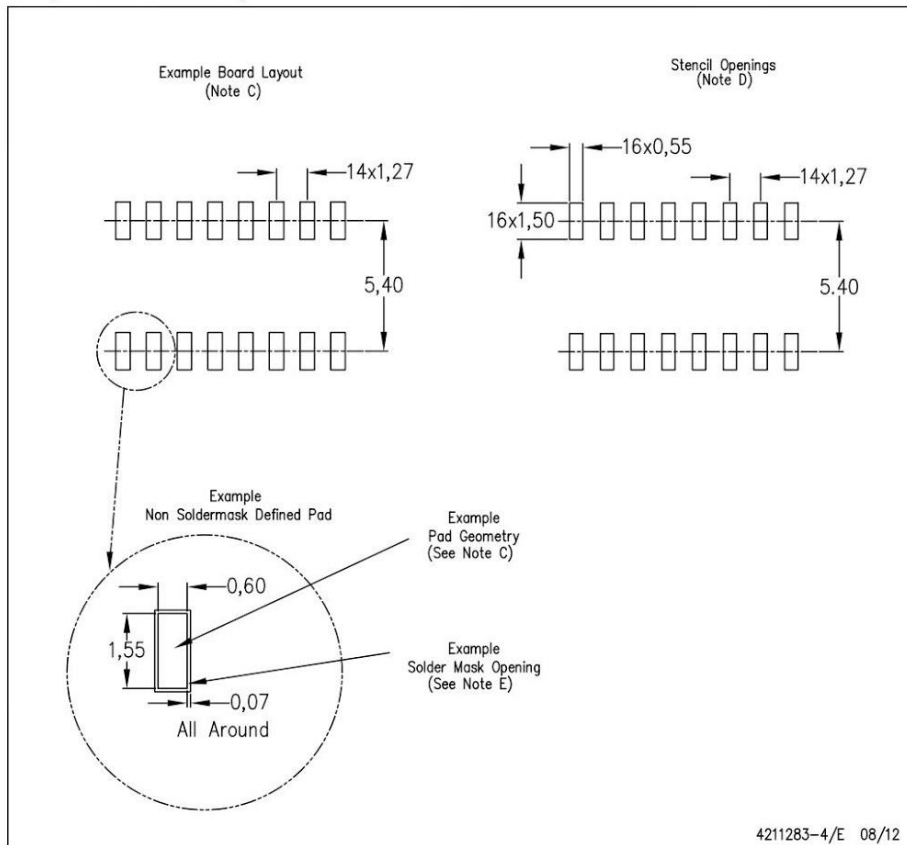 Example Board Layout
(Note C)
Stencil Openings
(Note D)
14x1,27
5,40
16x0,55
14x1,27
16x1,50
5.40
Example
Non Soldermask Defined Pad
Example
Pad Geometry
(See Note C)
0,60
1,55
Example
Solder Mask Opening
(See Note E)
0,07
All Around
4211283-4/E 08/12